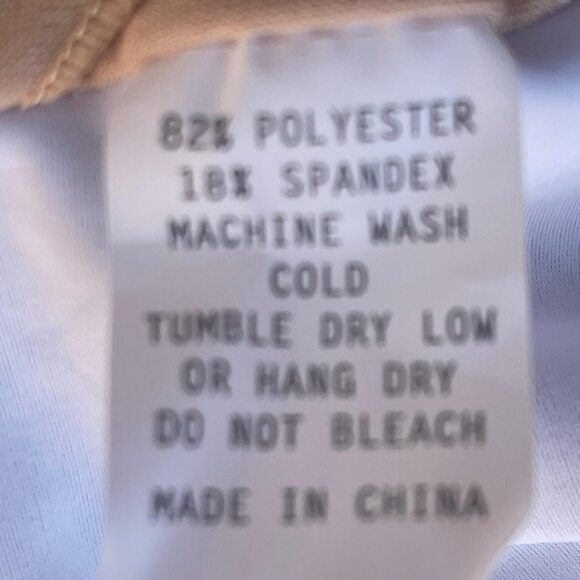 82% POLYESTER
18% SPANDEX
MACHINE WASH
COLD
TUMBLE DRY LOW
OR HANG DRY
DO NOT BLEACH
MADE IN CHINA